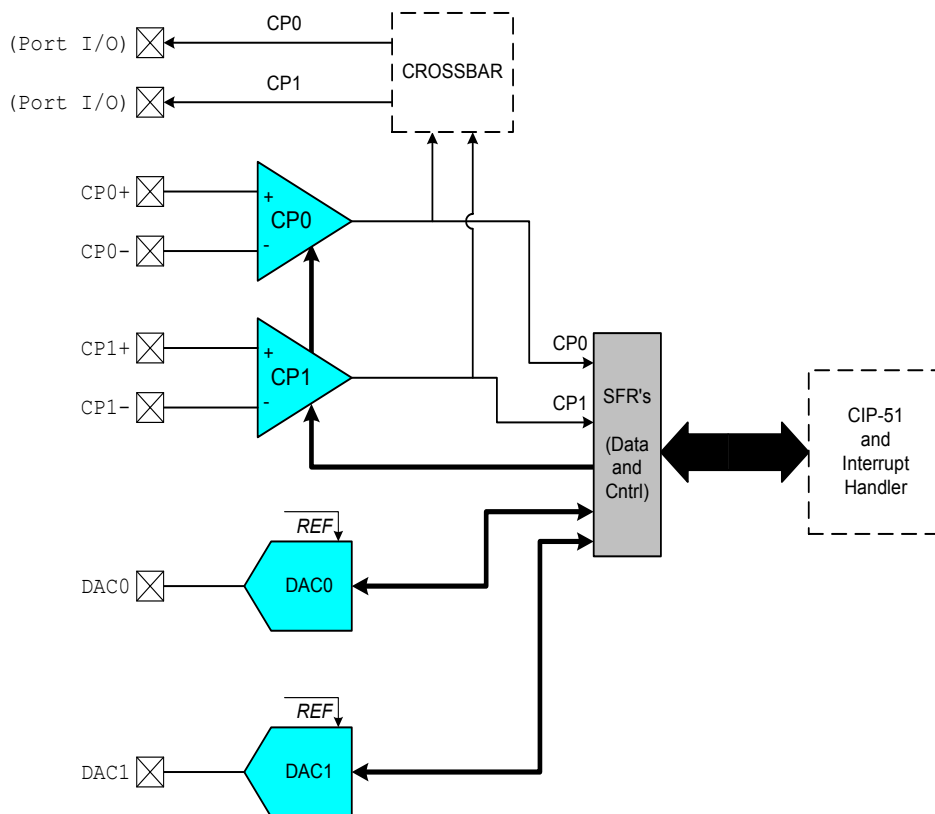 CP0
(Port I/O)
CROSSBAR
CP1
(Port I/O)
CP0+
+
CP0
CP0-
-
CP1+
+
CP1
CP1-
-
CP0
CP1
SFR's
(Data
and
Cntrl)
CIP-51
and
Interrupt
Handler
REF
DAC0
DAC0
REF
DAC1
DAC1